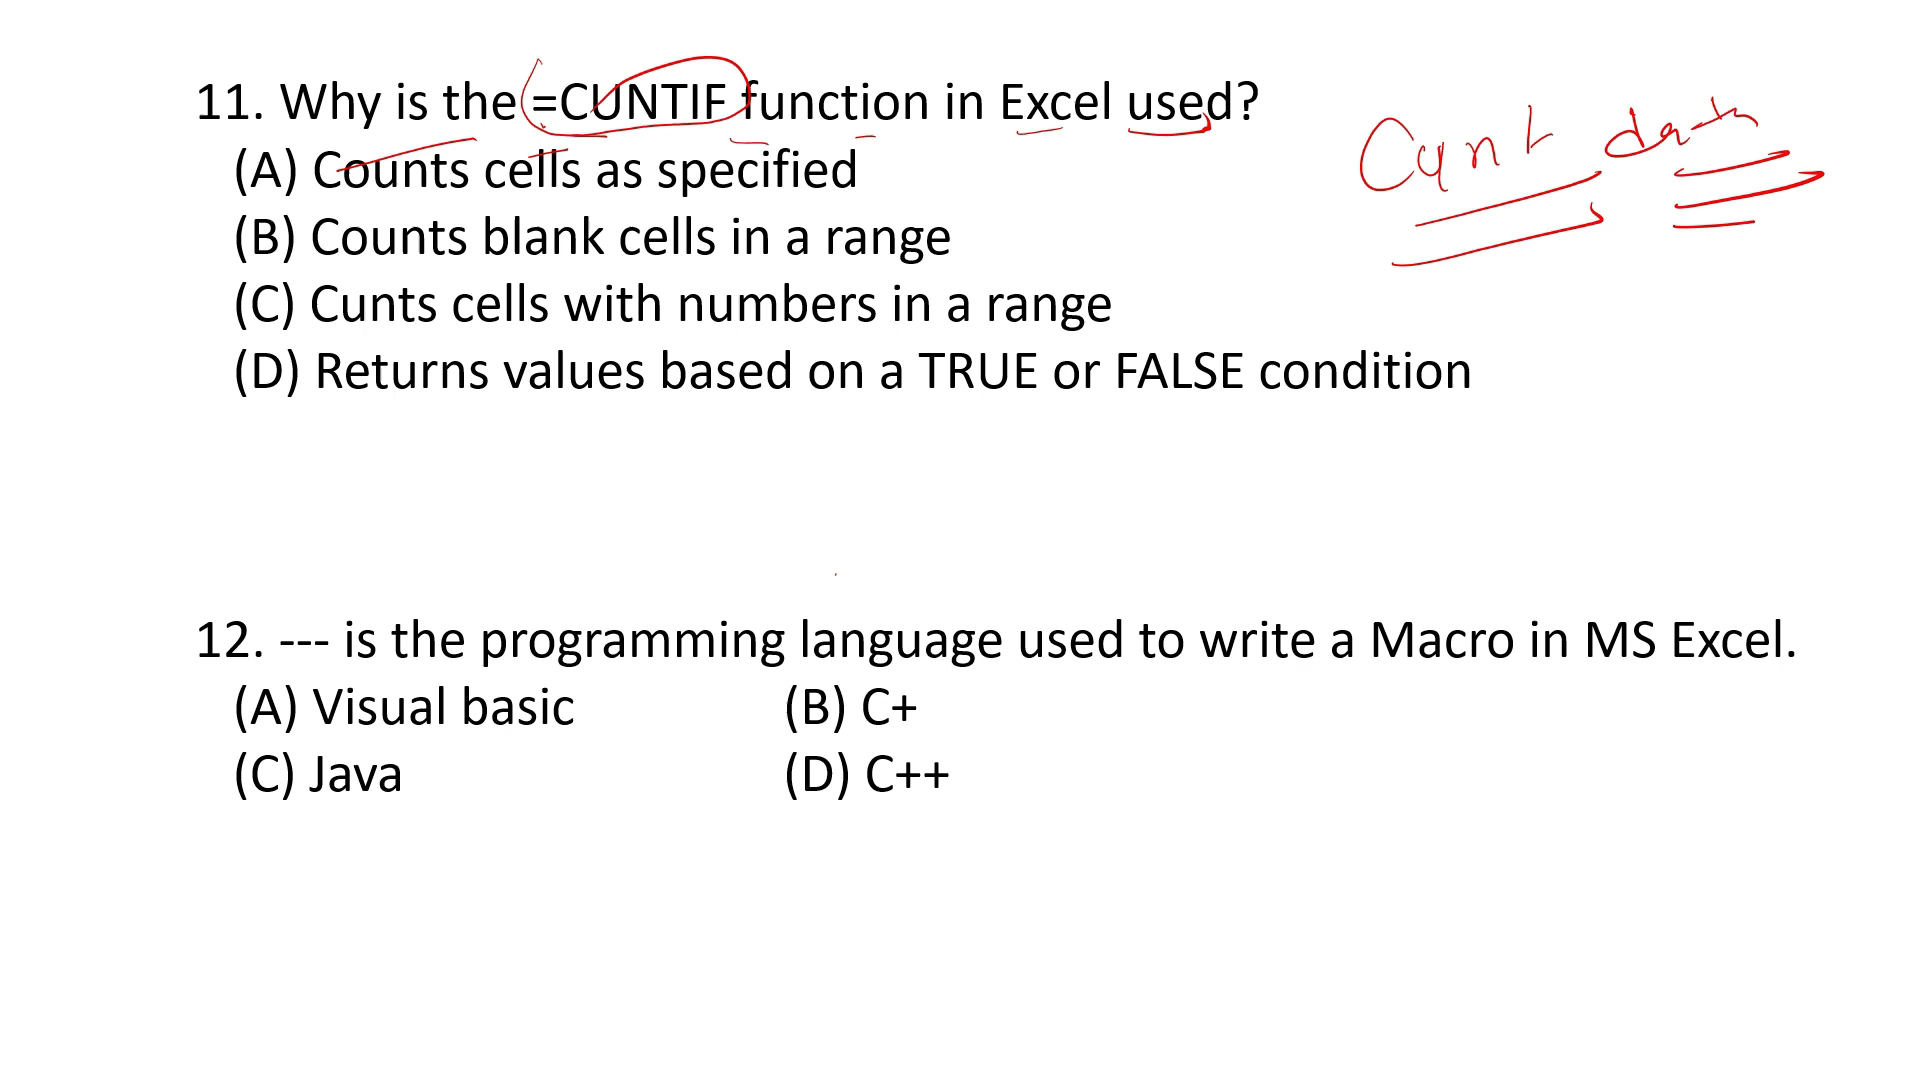 11. Why is the =CUNTIF function in Excel used?
(A) Counts cells as specified
(B) Counts blank cells in a range
(C) Cunts cells with numbers in a range
(D) Returns values based on a TRUE or FALSE condition
12. --- is the programming language used to write a Macro in MS Excel.
(A) Visual basic (B) C+
(C) Java (D) C++